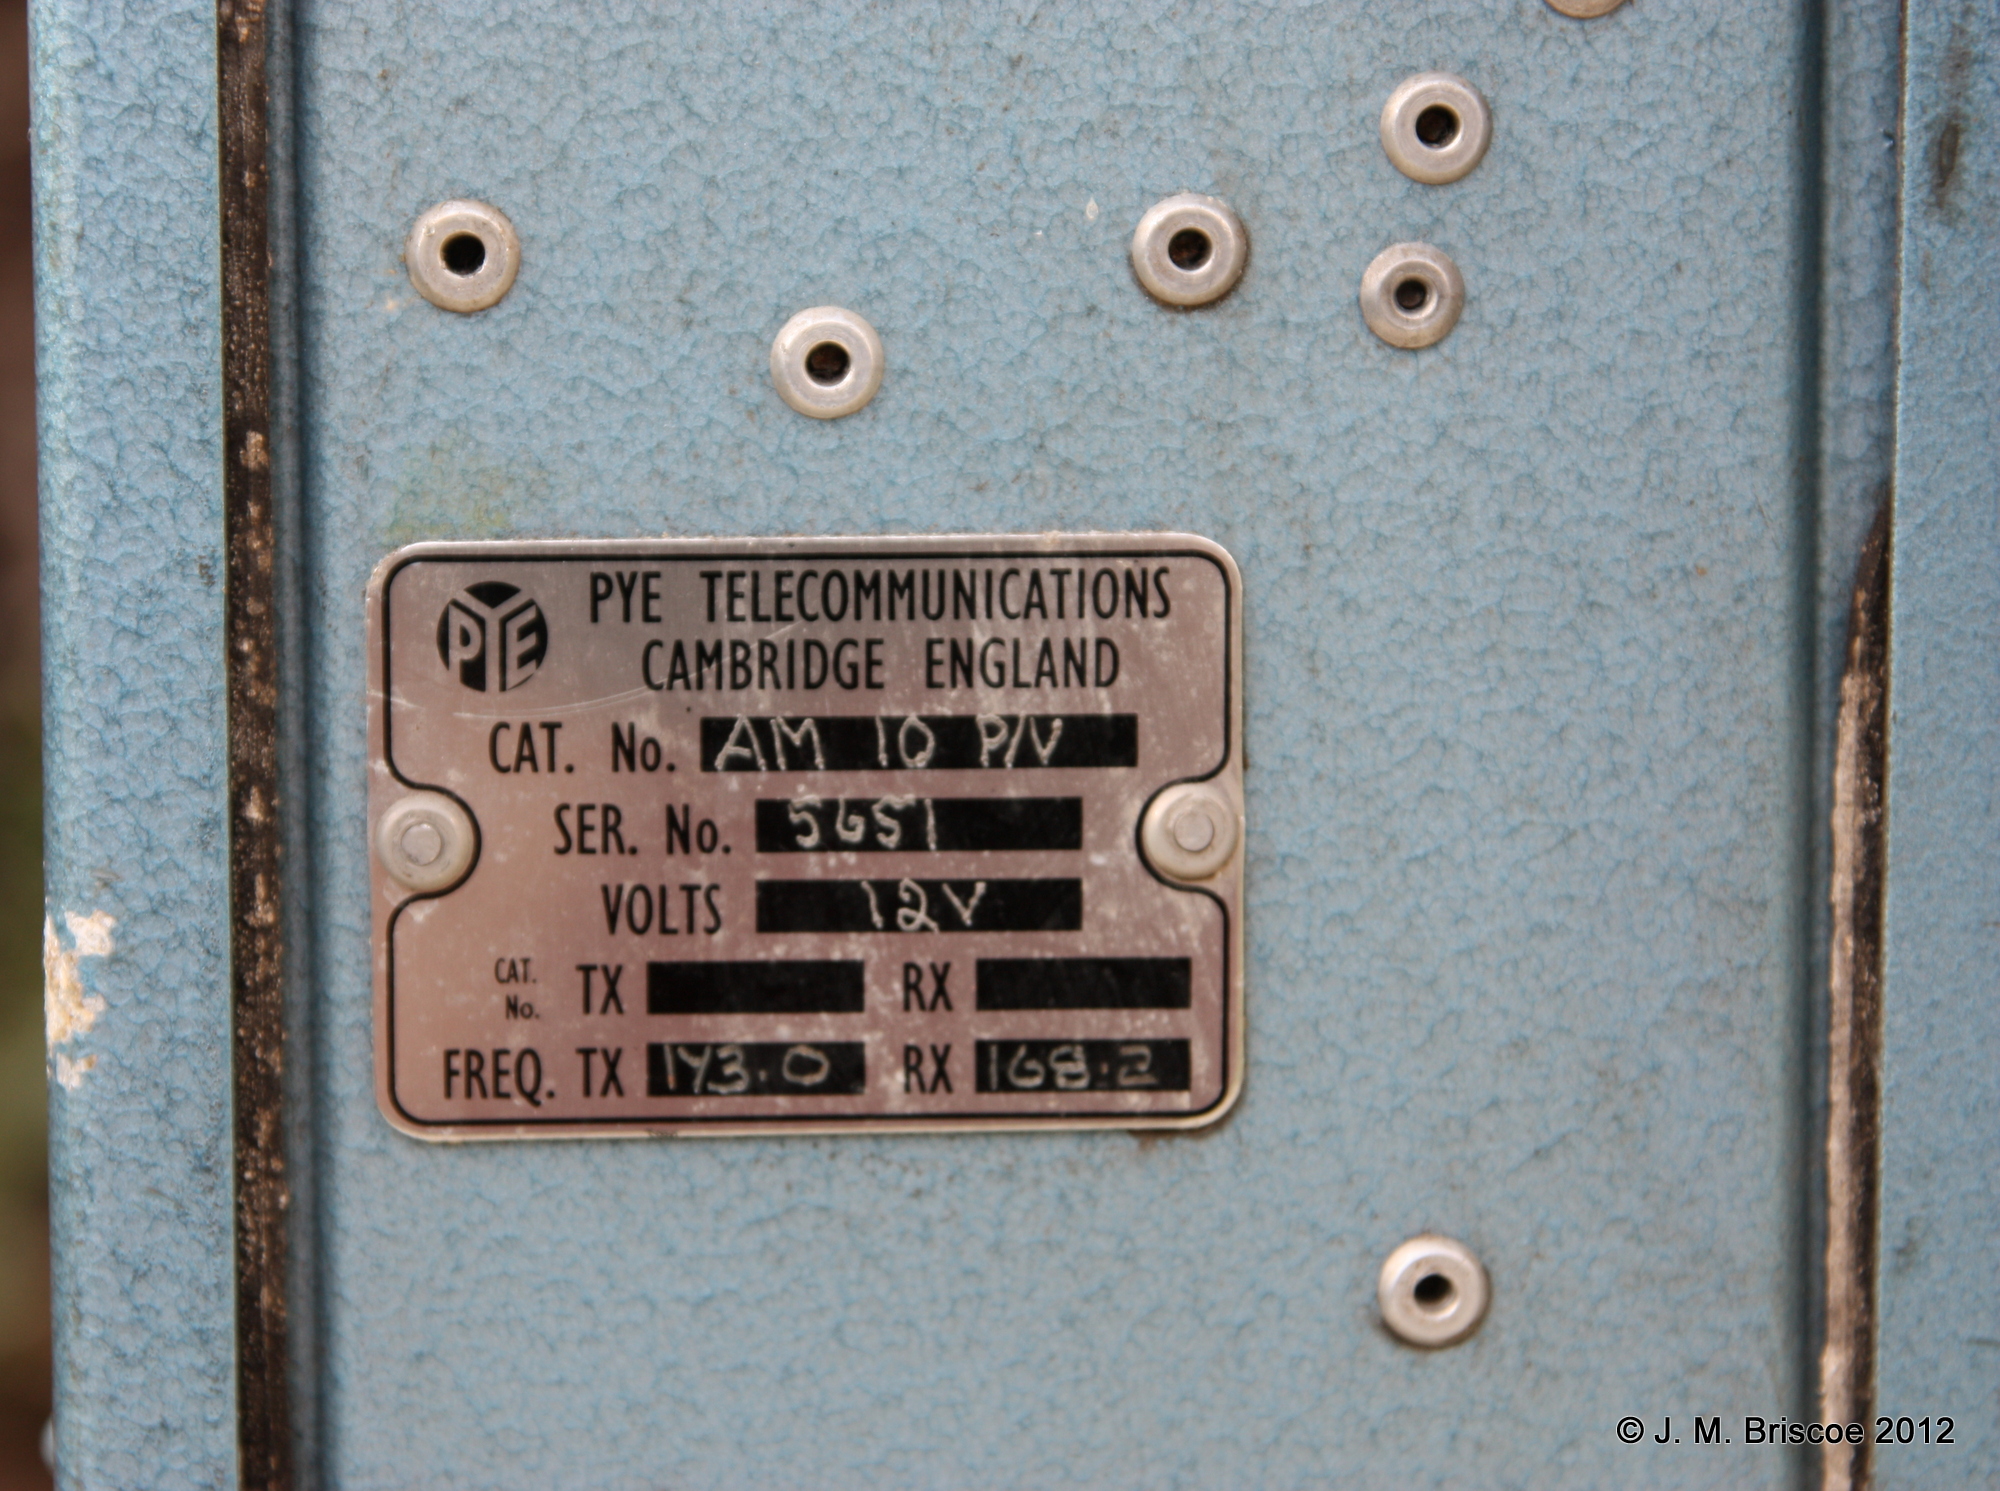 PYE
PYE TELECOMMUNICATIONS
CAMBRIDGE ENGLAND
CAT. No. AM 10 P/V
SER. No. 5651
VOLTS 12V
CAT. No. TX RX
FREQ. TX 173.0 RX 168.2
© J. M. Briscoe 2012